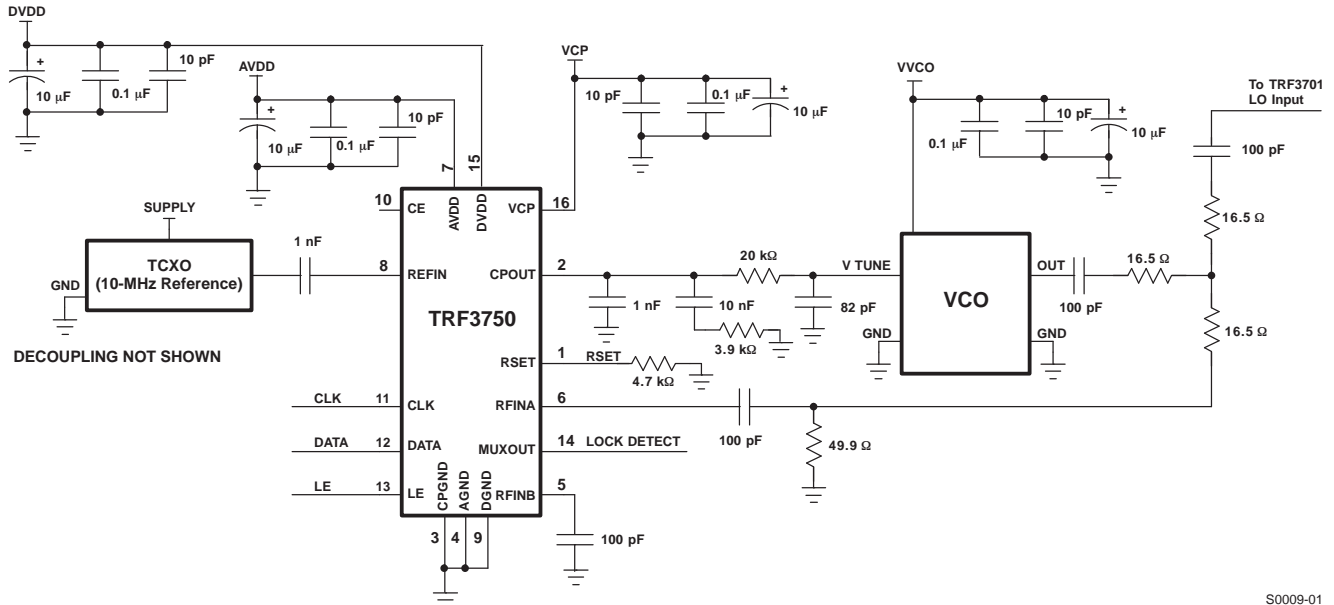 DVDD
+
10 µF
0.1 µF
10 pF
AVDD
+
10 µF
0.1 µF
10 pF
7
15
VCP
10 pF
0.1 µF
+
10 µF
VVCO
0.1 µF
10 pF
+
10 µF
To TRF3701
LO Input
100 pF
16.5 Ω
SUPPLY
TCXO
(10-MHz Reference)
GND
1 nF
DECOUPLING NOT SHOWN
10
CE
AVDD
DVDD
VCP
16
8
REFIN
CPOUT
2
TRF3750
1 nF
10 nF
20 kΩ
3.9 kΩ
82 pF
V TUNE
VCO
OUT
GND
GND
100 pF
16.5 Ω
16.5 Ω
RSET
1
RSET
4.7 kΩ
CLK
11
CLK
RFINA
6
100 pF
49.9 Ω
DATA
12
DATA
MUXOUT
14
LOCK DETECT
LE
13
LE
CPGND
AGND
DGND
RFINB
5
100 pF
3
4
9
S0009-01